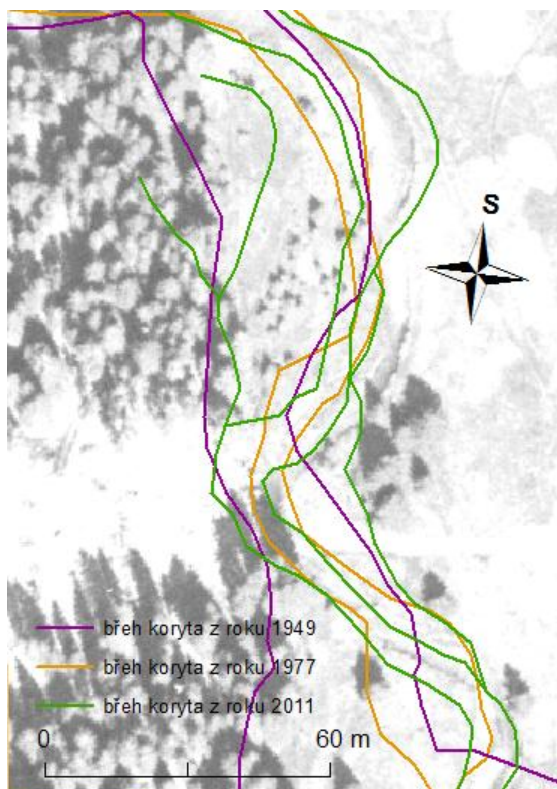 S
břeh koryta z roku 1949
břeh koryta z roku 1977
břeh koryta z roku 2011
0 60 m